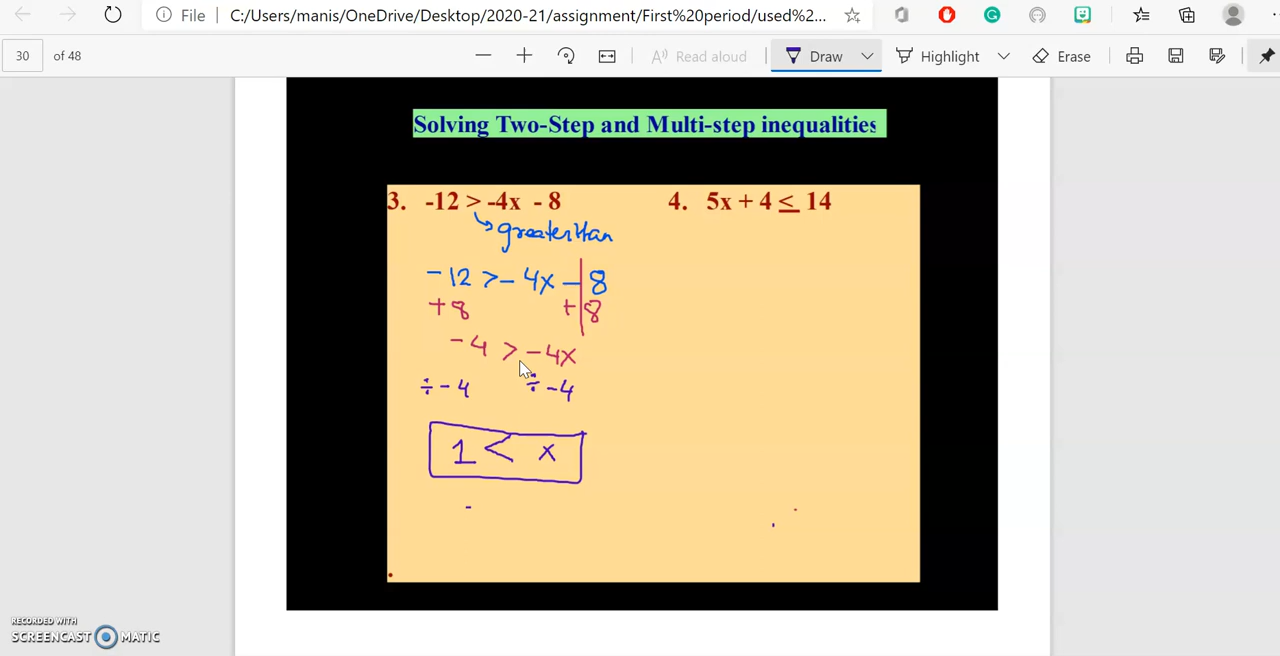 File C:/Users/manis/OneDrive/Desktop/2020-21/assignment/First%20period/used%2...
30 of 48 Read aloud Draw Highlight Erase
Solving Two-Step and Multi-step inequalities
3. -12 > -4x - 8 4. 5x + 4 ≤ 14
greater than
-12 > -4x - 8
+8 +8
-4 > -4x
÷ -4 ÷ -4
1 < x
RECORDED WITH
SCREENCAST MATIC